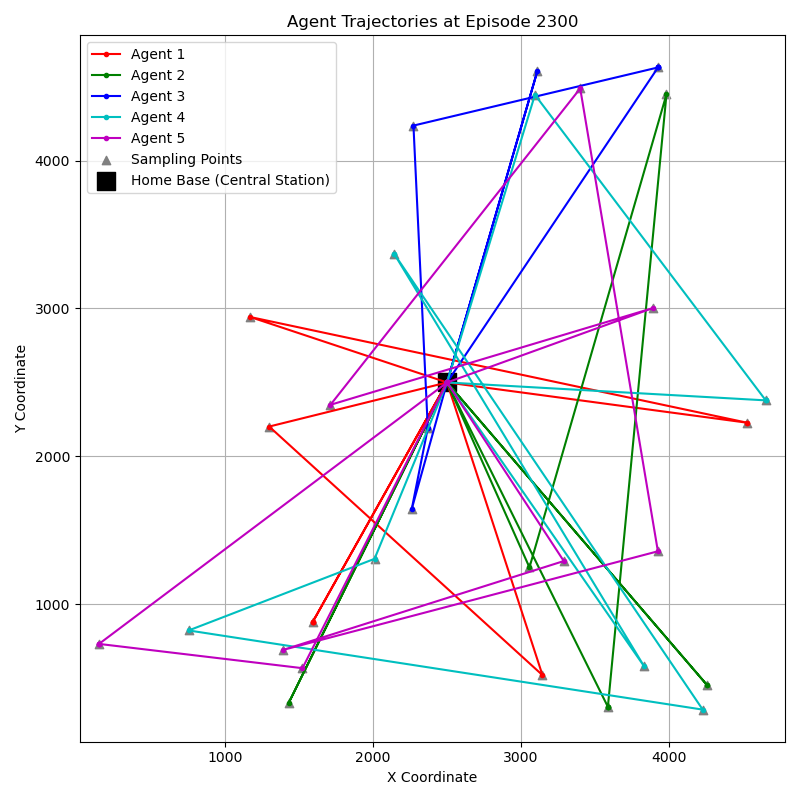 Agent Trajectories at Episode 2300
Agent 1
Agent 2
Agent 3
Agent 4
Agent 5
Sampling Points
Home Base (Central Station)
4000
3000
2000
1000
Y Coordinate
1000
2000
3000
4000
X Coordinate